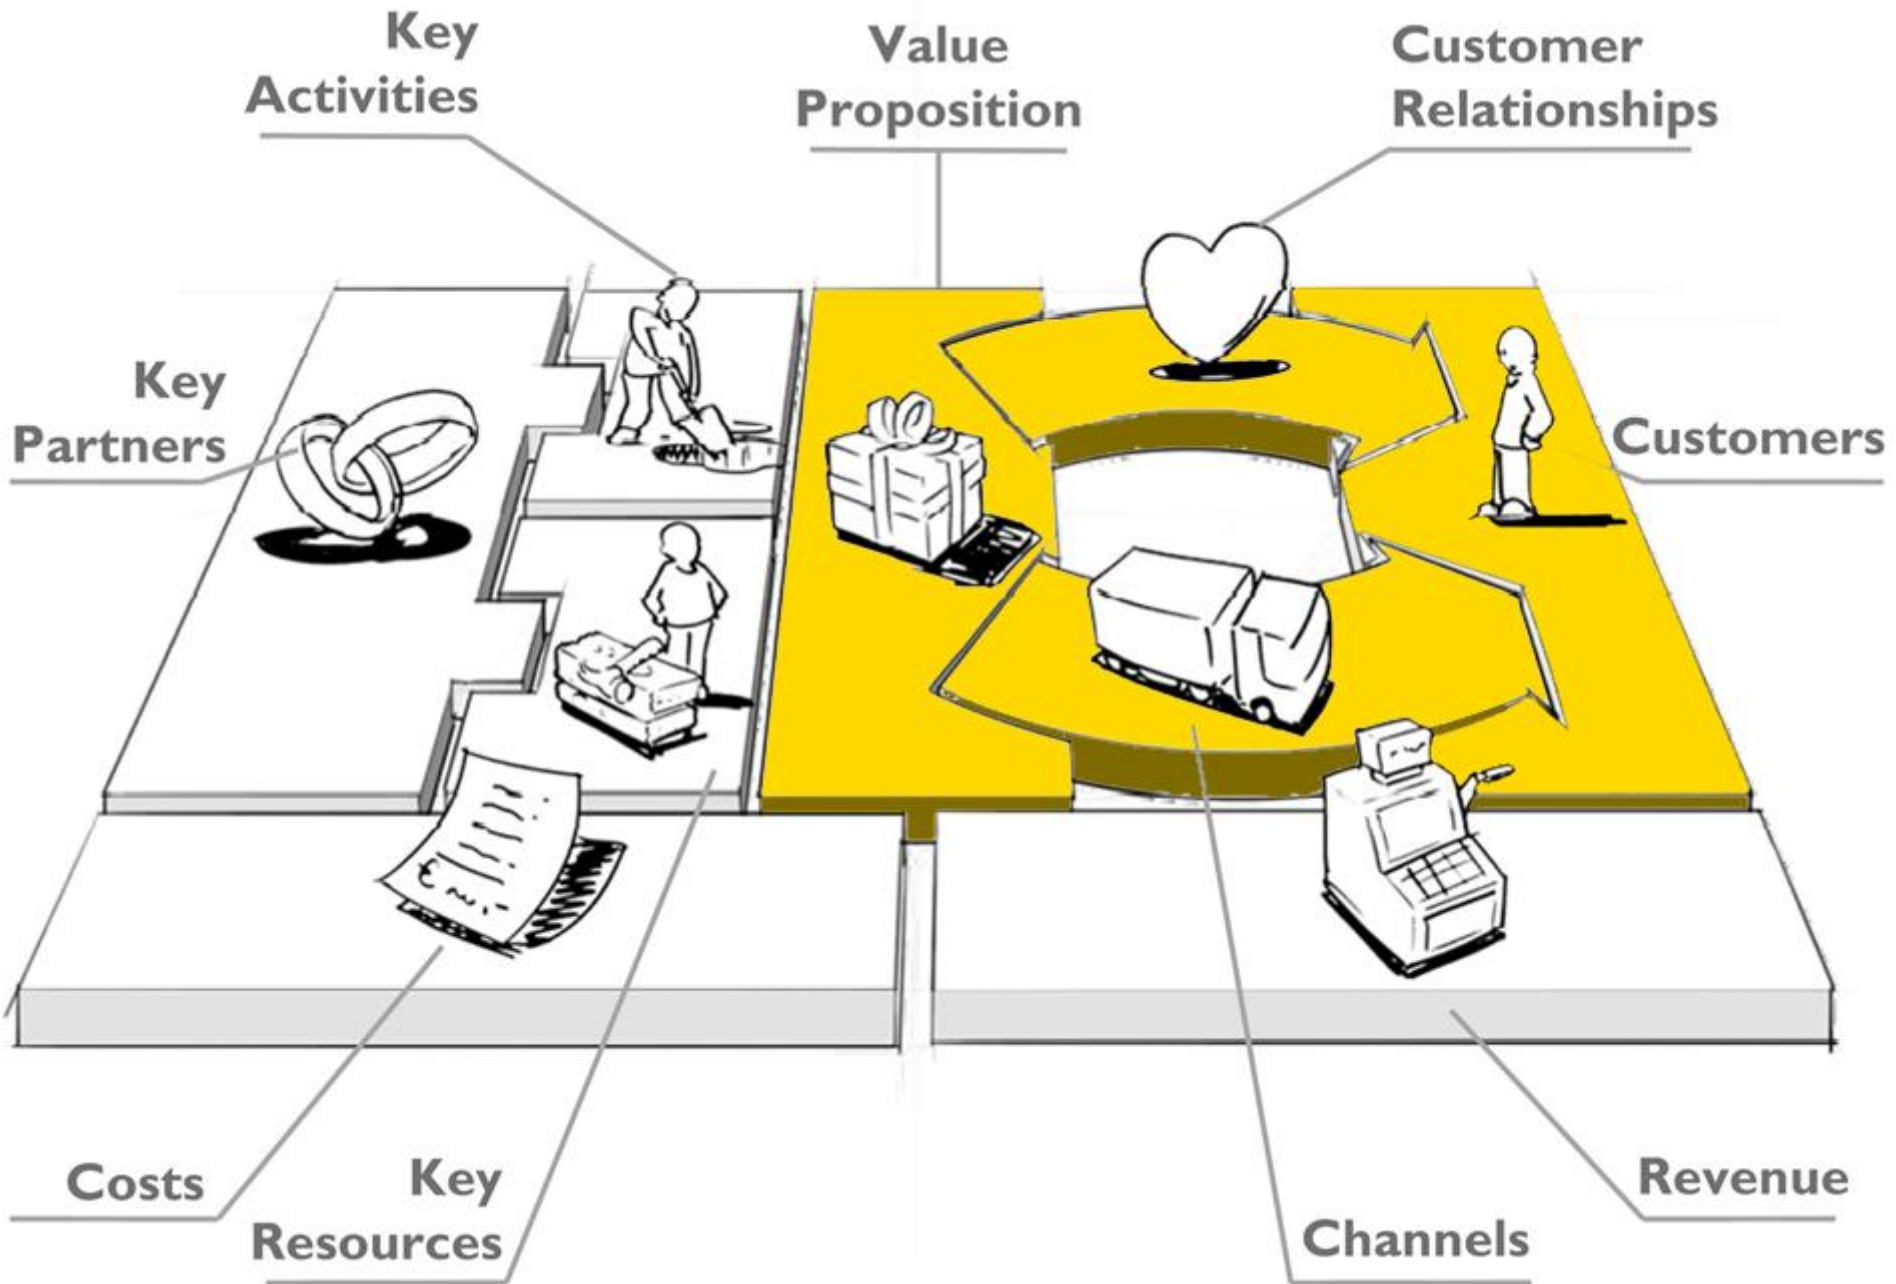 Key
Activities
Value
Proposition
Customer
Relationships
Key
Partners
Customers
Costs
Key
Resources
Channels
Revenue